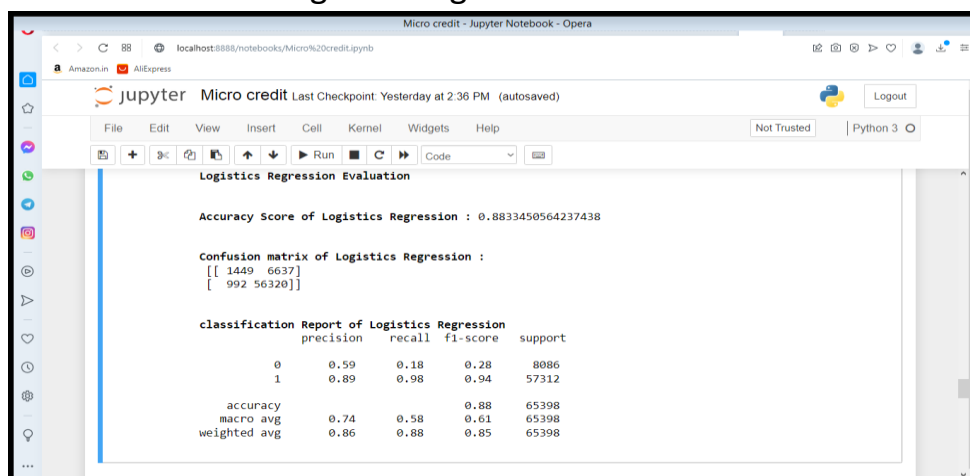 Micro credit - Jupyter Notebook - Opera
localhost:8888/notebooks/Micro%20credit.ipynb
Amazon.in AliExpress
jupyter Micro credit Last Checkpoint: Yesterday at 2:36 PM (autosaved)
Logout
File Edit View Insert Cell Kernel Widgets Help
Not Trusted Python 3
Run Code
Logistics Regression Evaluation
Accuracy Score of Logistics Regression : 0.8833450564237438
Confusion matrix of Logistics Regression :
[[ 1449 6637]
[ 992 56320]]
classification Report of Logistics Regression
precision recall f1-score support
0 0.59 0.18 0.28 8086
1 0.89 0.98 0.94 57312
accuracy 0.88 65398
macro avg 0.74 0.58 0.61 65398
weighted avg 0.86 0.88 0.85 65398